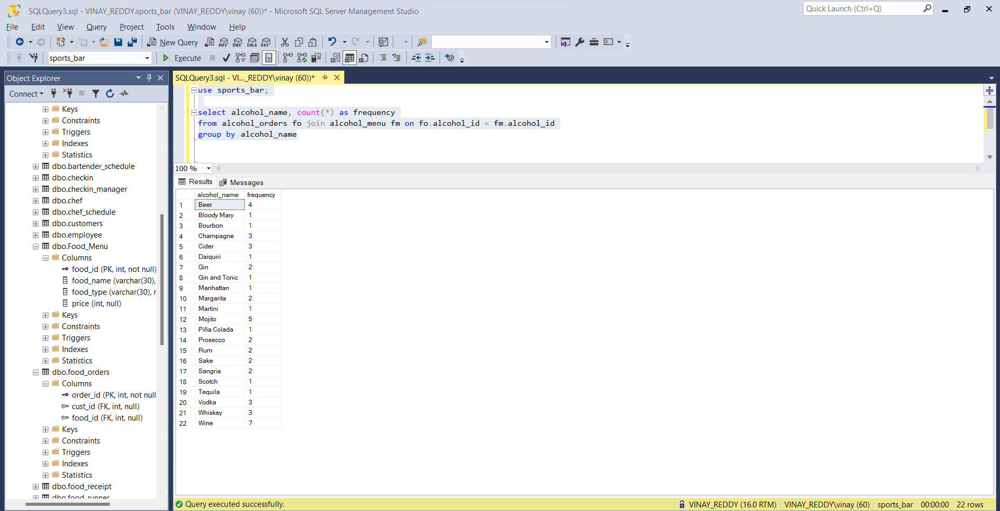 SQLQuery3.sql - VINAY_REDDY.sports_bar (VINAY_REDDY\vinay (60))* - Microsoft SQL Server Management Studio
Quick Launch (Ctrl+Q)
File Edit View Query Project Tools Window Help
New Query MDX DMX XMLA DAX
sports_bar Execute
Object Explorer
Connect
Keys
Constraints
Triggers
Indexes
Statistics
dbo.bartender_schedule
dbo.checkin
dbo.checkin_manager
dbo.chef
dbo.chef_schedule
dbo.customers
dbo.employee
dbo.Food_Menu
Columns
food_id (PK, int, not null)
food_name (varchar(30),
food_type (varchar(30), r
price (int, null)
Keys
Constraints
Triggers
Indexes
Statistics
dbo.food_orders
Columns
order_id (PK, int, not null
cust_id (FK, int, null)
food_id (FK, int, null)
Keys
Constraints
Triggers
Indexes
Statistics
dbo.food_receipt
dbo.food_runner
SQLQuery3.sql - VI..._REDDY\vinay (60))*
use sports_bar;
select alcohol_name, count(*) as frequency
from alcohol_orders fo join alcohol_menu fm on fo.alcohol_id = fm.alcohol_id
group by alcohol_name
100 %
Results Messages
alcohol_name frequency
1 Beer 4
2 Bloody Mary 1
3 Bourbon 1
4 Champagne 3
5 Cider 3
6 Daiquiri 1
7 Gin 2
8 Gin and Tonic 1
9 Manhattan 1
10 Margarita 2
11 Martini 1
12 Mojito 5
13 Piña Colada 1
14 Prosecco 2
15 Rum 2
16 Sake 2
17 Sangria 2
18 Scotch 1
19 Tequila 1
20 Vodka 3
21 Whiskey 3
22 Wine 7
Query executed successfully.
VINAY_REDDY (16.0 RTM) VINAY_REDDY\vinay (60) sports_bar 00:00:00 22 rows